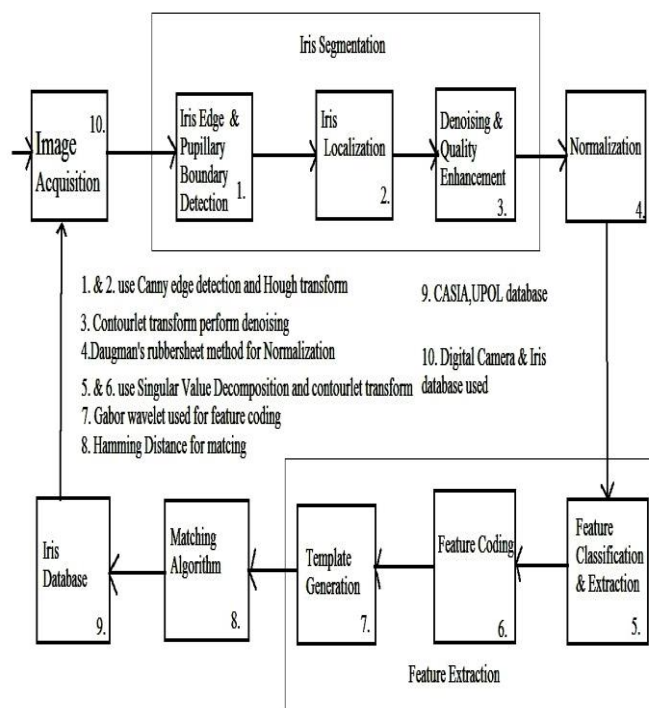 Iris Segmentation
10.
Image
Acquisition
Iris Edge &
Pupillary
Boundary
Detection
1.
Iris
Localization
2.
Denoising &
Quality
Enhancement
3.
Normalization
4.
1. & 2. use Canny edge detection and Hough transform
3. Contourlet transform perform denoising
4.Daugman's rubbersheet method for Normalization
5. & 6. use Singular Value Decomposition and contourlet transform
7. Gabor wavelet used for feature coding
8. Hamming Distance for matcing
9. CASIA,UPOL database
10. Digital Camera & Iris
database used
Iris
Database
9.
Matching
Algorithm
8.
Template
Generation
7.
Feature Coding
6.
Feature
Classification
& Extraction
5.
Feature Extraction